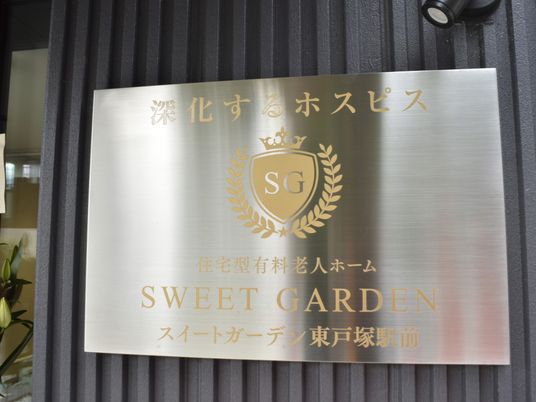 深化するホスピス
SG
住宅型有料老人ホーム
SWEET GARDEN
スイートガーデン東戸塚駅前